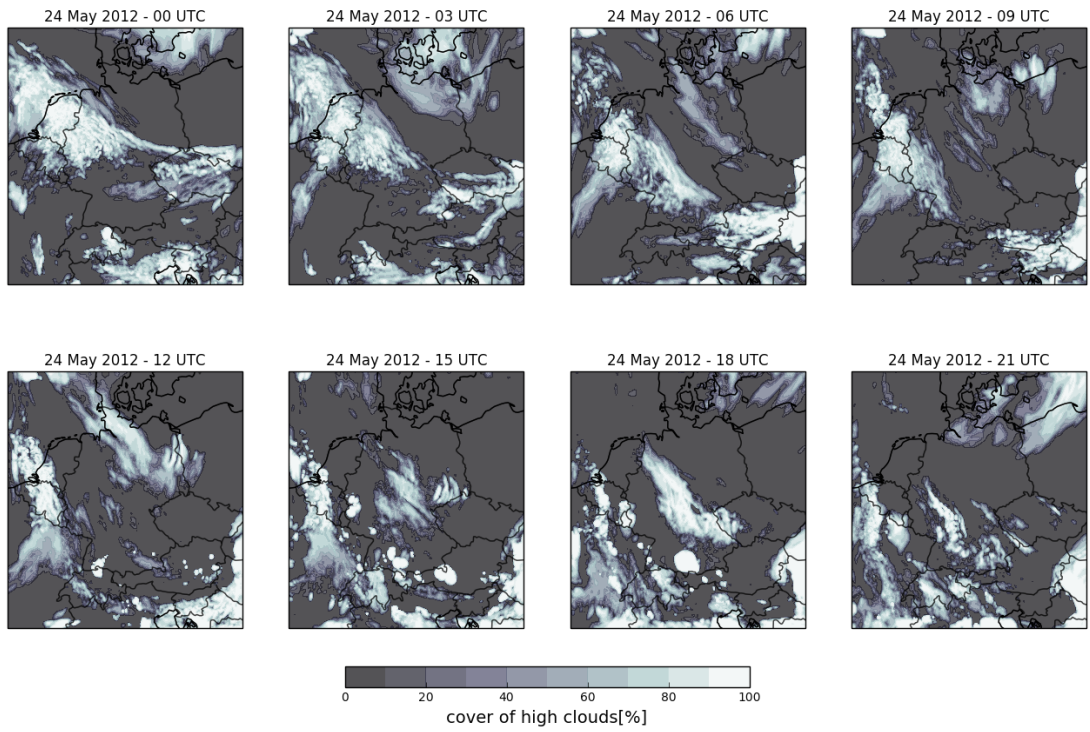 24 May 2012 - 00 UTC
24 May 2012 - 03 UTC
24 May 2012 - 06 UTC
24 May 2012 - 09 UTC
24 May 2012 - 12 UTC
24 May 2012 - 15 UTC
24 May 2012 - 18 UTC
24 May 2012 - 21 UTC
0 20 40 60 80 100
cover of high clouds[%]